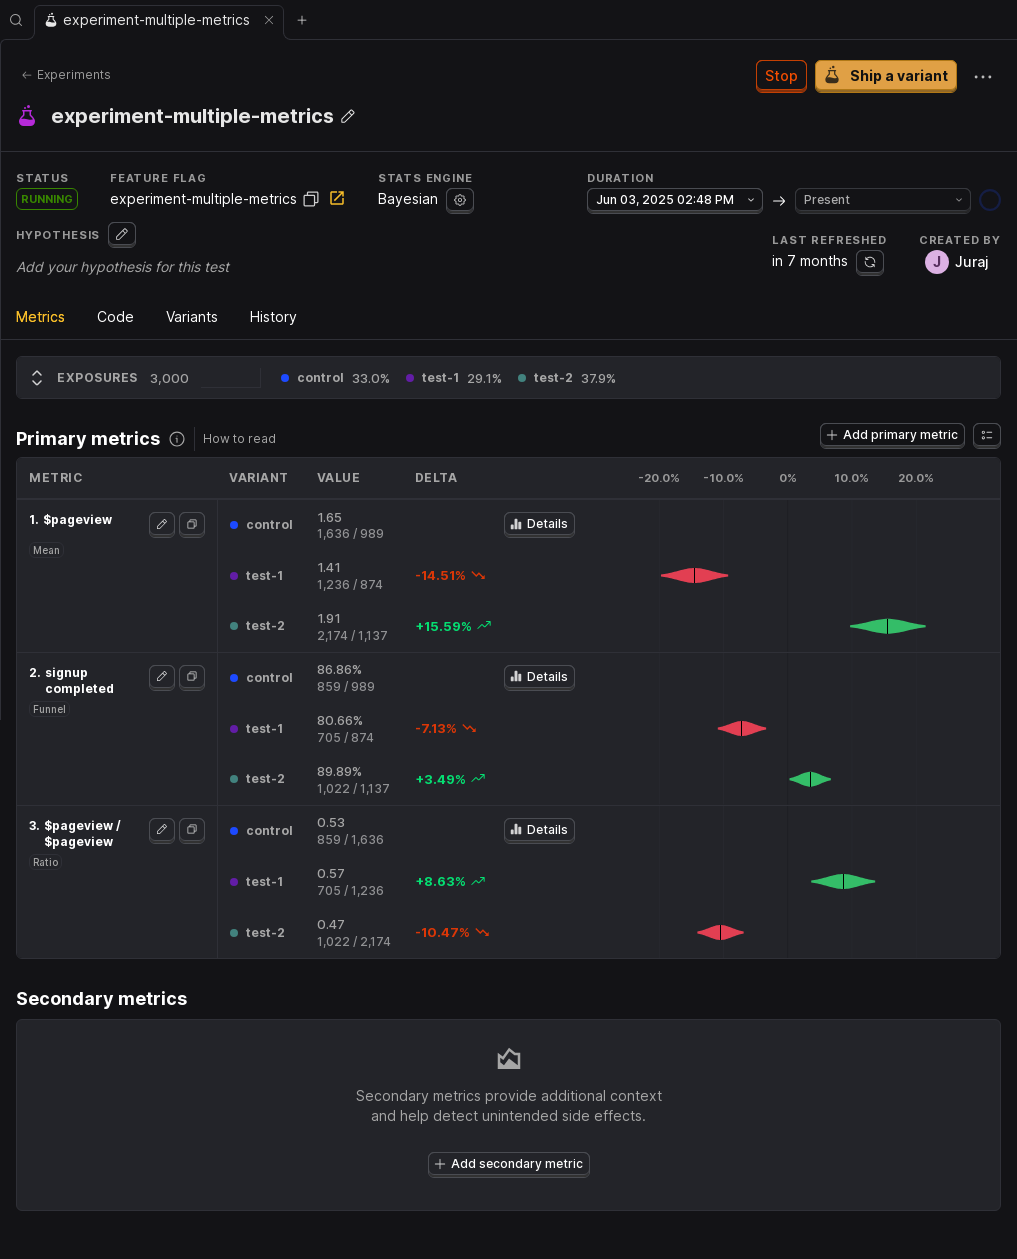 experiment-multiple-metrics
Experiments
Stop
Ship a variant
experiment-multiple-metrics
STATUS
FEATURE FLAG
STATS ENGINE
DURATION
RUNNING
experiment-multiple-metrics
Bayesian
Jun 03, 2025 02:48 PM
Present
HYPOTHESIS
LAST REFRESHED
CREATED BY
Add your hypothesis for this test
in 7 months
J
Juraj
Metrics
Code
Variants
History
EXPOSURES 3,000
control 33.0%
test-1 29.1%
test-2 37.9%
Primary metrics
How to read
Add primary metric
METRIC VARIANT VALUE DELTA -20.0% -10.0% 0% 10.0% 20.0%
1. $pageview
Mean
control
1.65
1,636 / 989
Details
test-1
1.41
1,236 / 874
-14.51%
test-2
1.91
2,174 / 1,137
+15.59%
2. signup
completed
Funnel
control
86.86%
859 / 989
Details
test-1
80.66%
705 / 874
-7.13%
test-2
89.89%
1,022 / 1,137
+3.49%
3. $pageview /
$pageview
Ratio
control
0.53
859 / 1,636
Details
test-1
0.57
705 / 1,236
+8.63%
test-2
0.47
1,022 / 2,174
-10.47%
Secondary metrics
Secondary metrics provide additional context
and help detect unintended side effects.
Add secondary metric